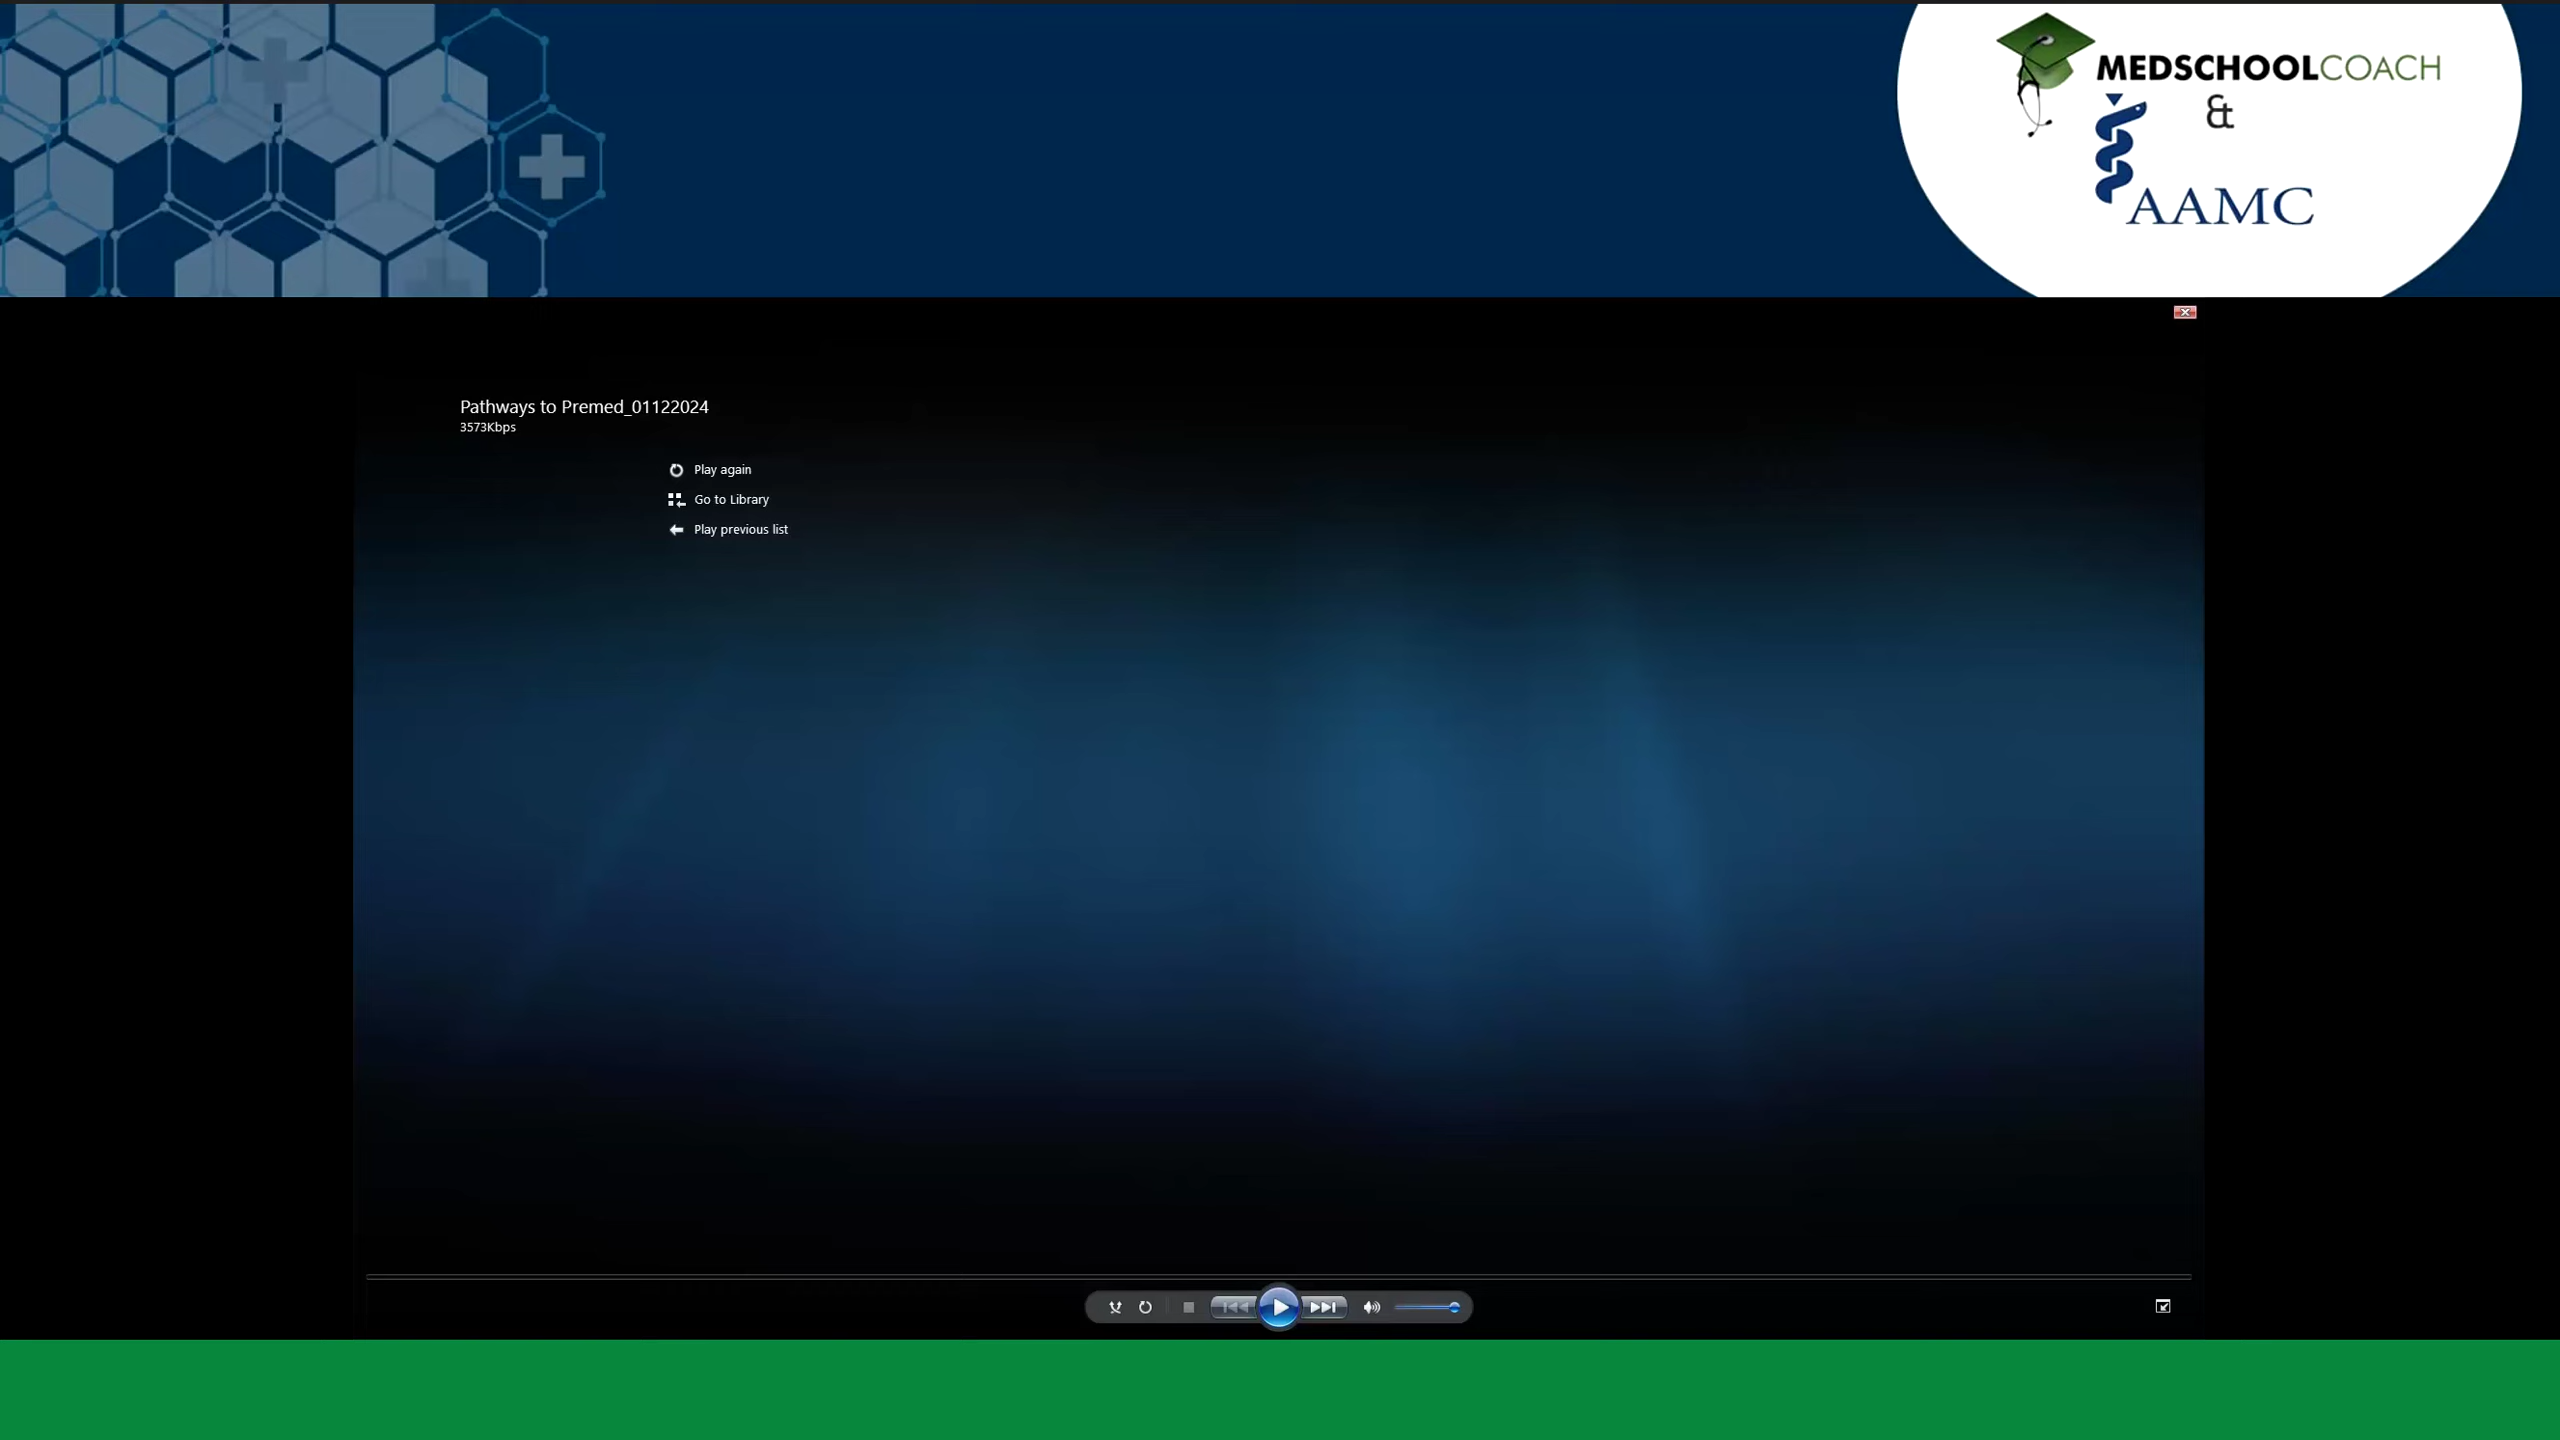 MEDSCHOOLCOACH
&
AAMC
Pathways to Premed_01122024
3573Kbps
Play again
Go to Library
Play previous list